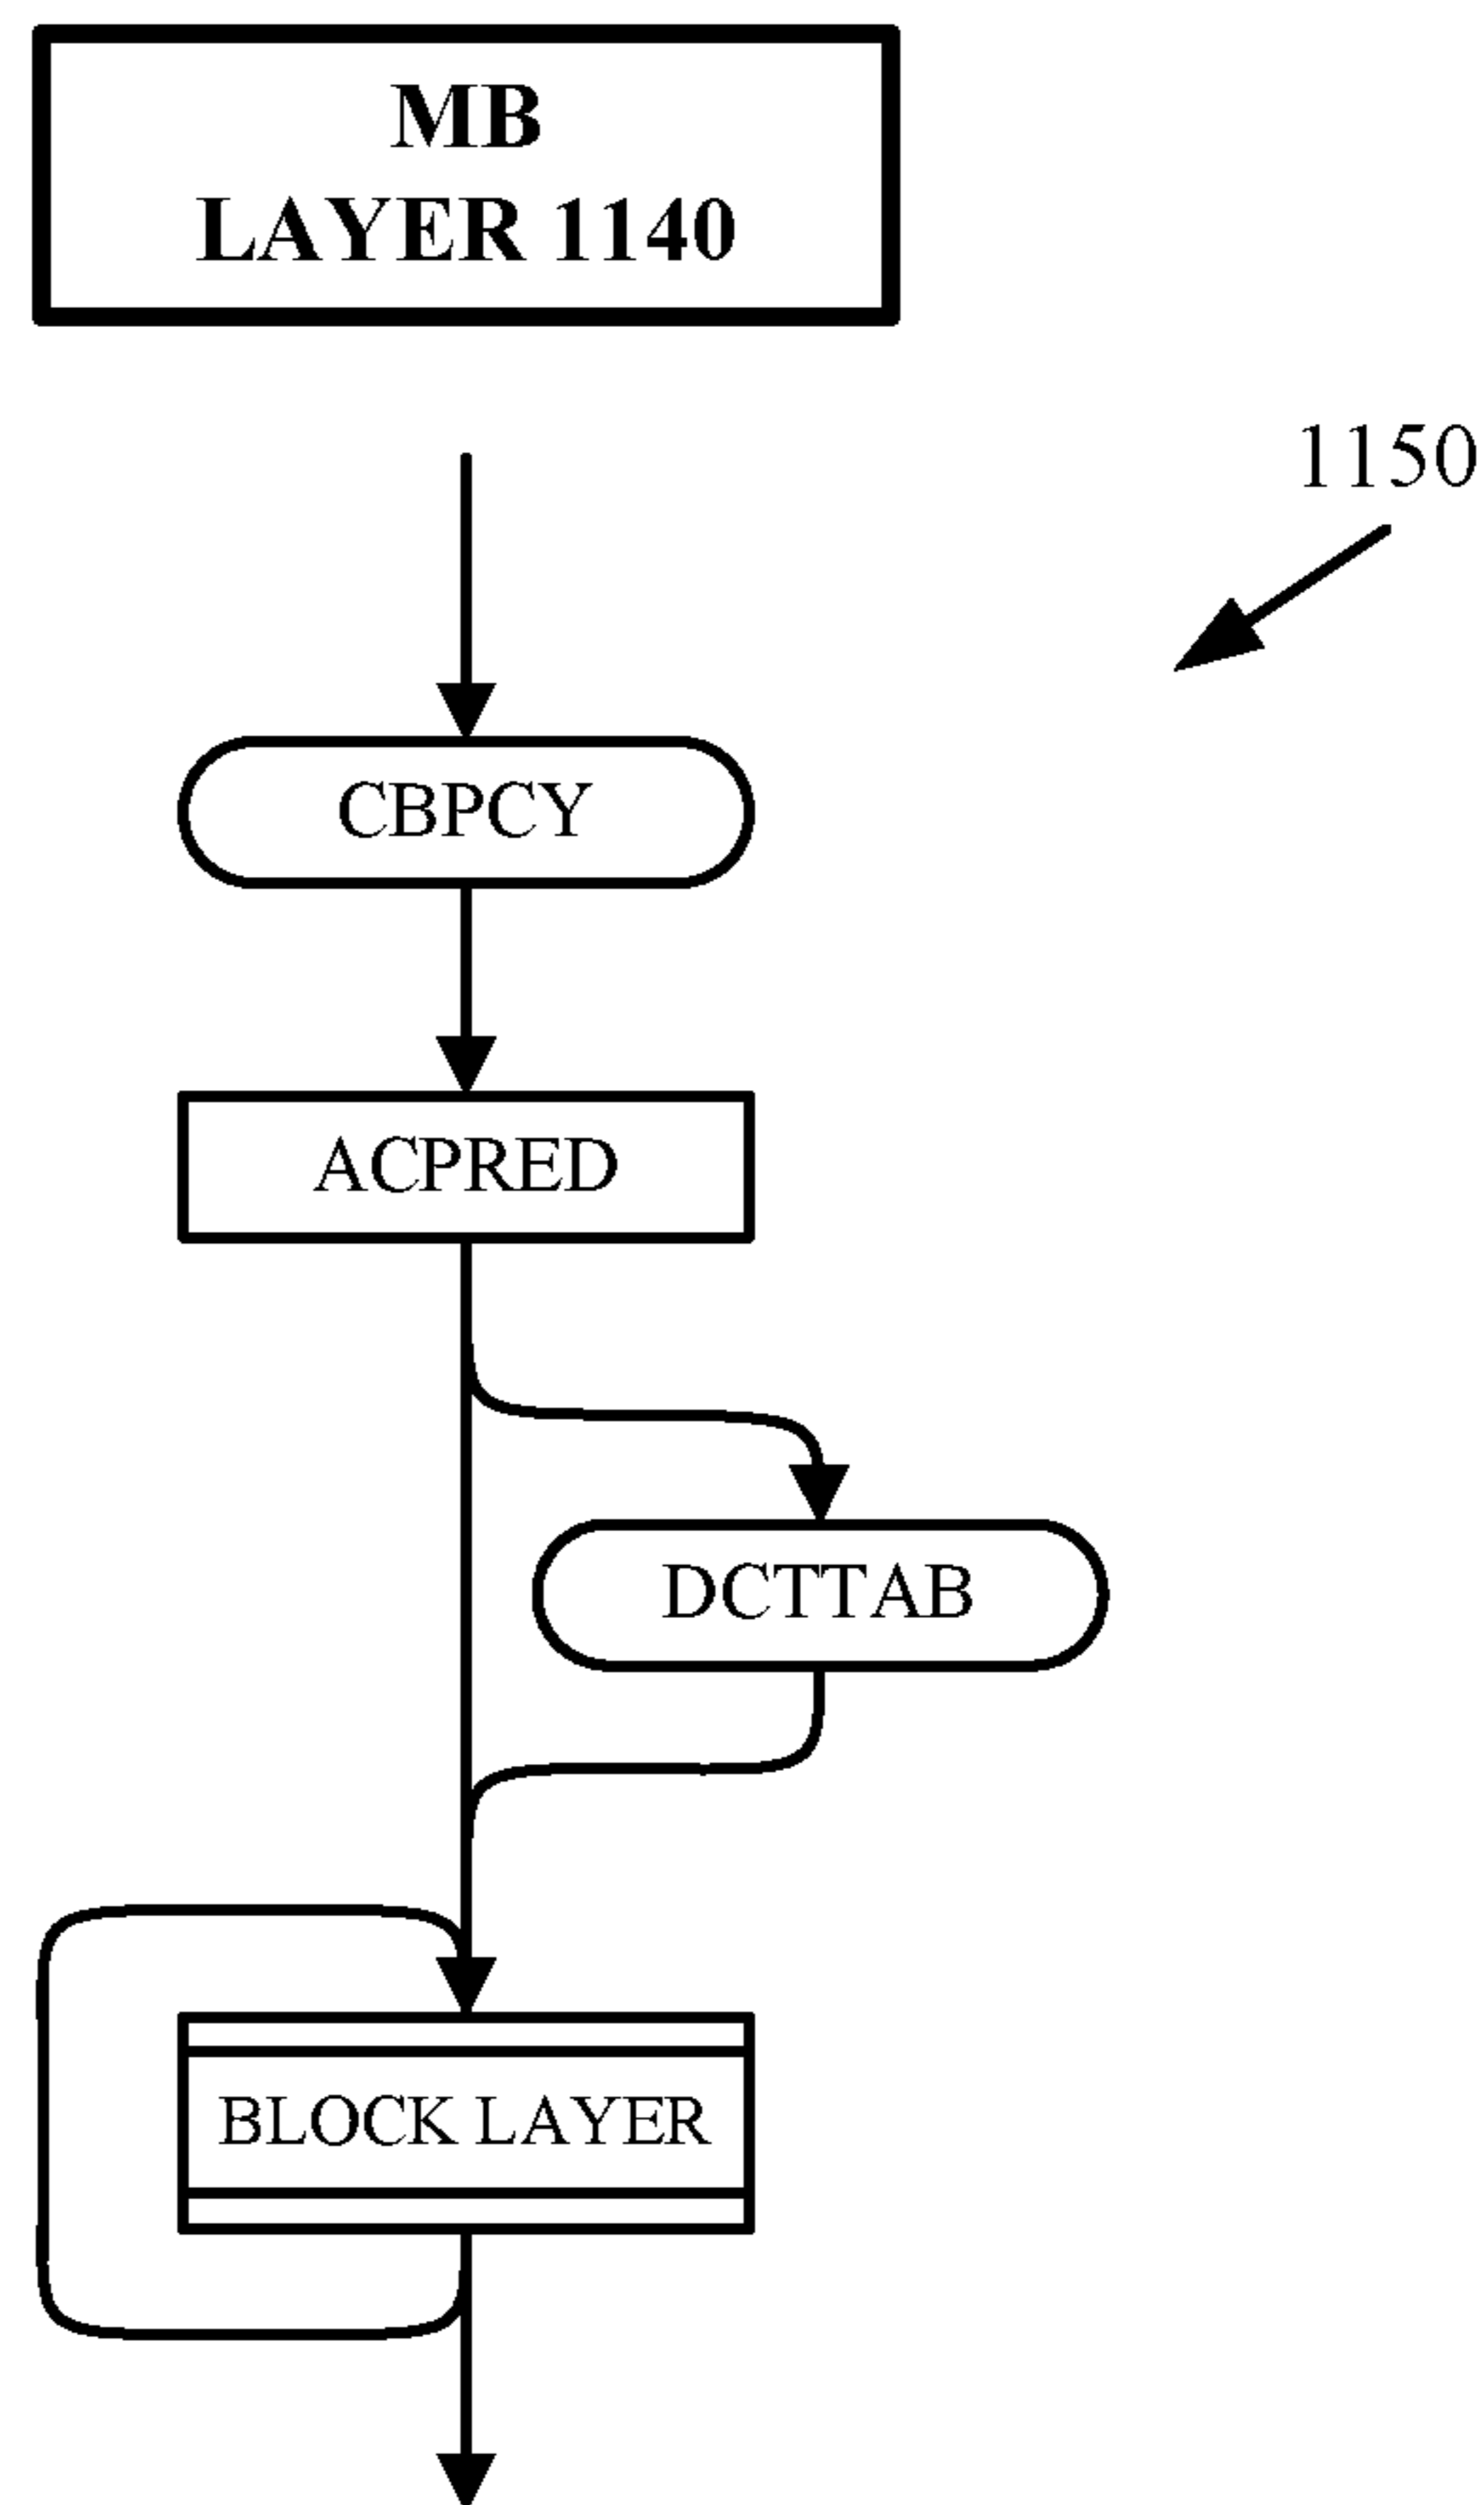 MB
LAYER 1140
1150
CBPCY
ACPRED
DCTTAB
BLOCK LAYER